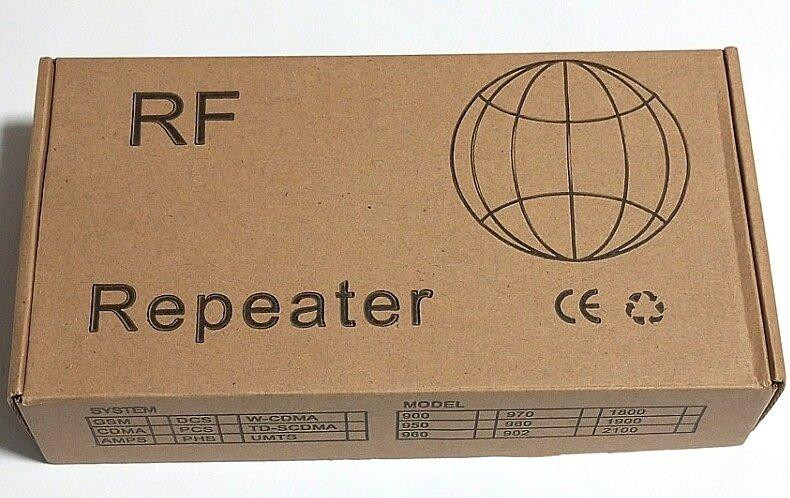 RF
Repeater
CE
SYSTEM
GSM DCS W-CDMA
CDMA PCS TD-SCDMA
AMPS PHS UMTS
MODEL
900 970 1800
950 980 1900
960 902 2100